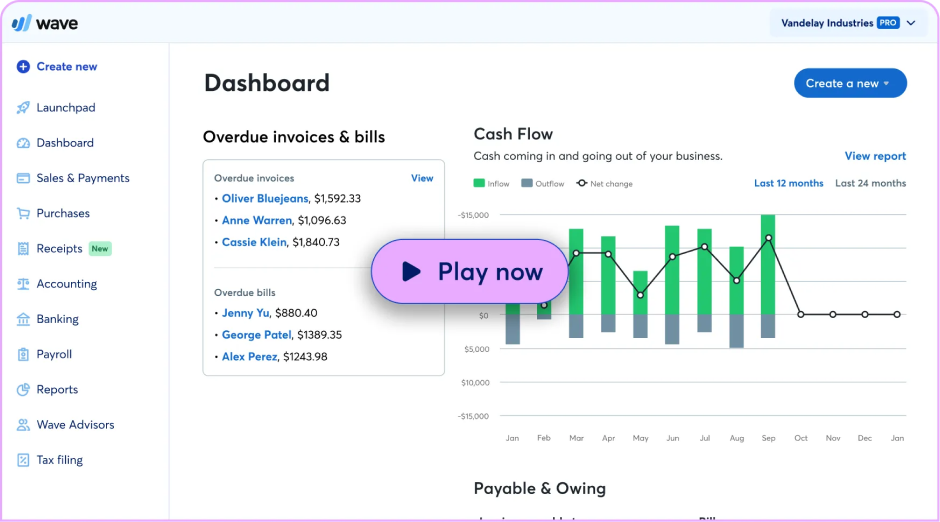 wave
Vandelay Industries PRO
Create new
Launchpad
Dashboard
Sales & Payments
Purchases
Receipts New
Accounting
Banking
Payroll
Reports
Wave Advisors
Tax filing
Dashboard
Create a new
Overdue invoices & bills
Overdue invoices View
• Oliver Bluejeans, $1,592.33
• Anne Warren, $1,096.63
• Cassie Klein, $1,840.73
Overdue bills
• Jenny Yu, $880.40
• George Patel, $1389.35
• Alex Perez, $1243.98
Play now
Cash Flow
Cash coming in and going out of your business.
View report
Inflow Outflow Net change
Last 12 months Last 24 months
-$15,000
$0
$5,000
$10,000
-$15,000
Jan Feb Mar Apr May Jun Jul Aug Sep Oct Nov Dec Jan
Payable & Owing